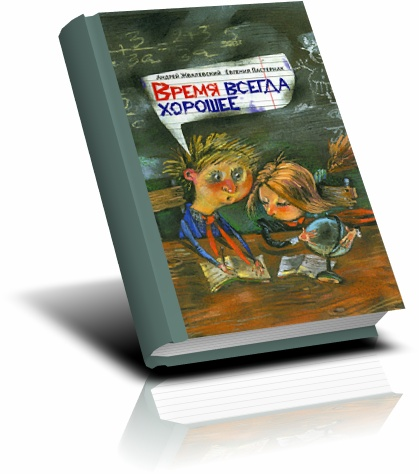 Андрей Жвалевский Евгения Пастернак
Время всегда
хорошее